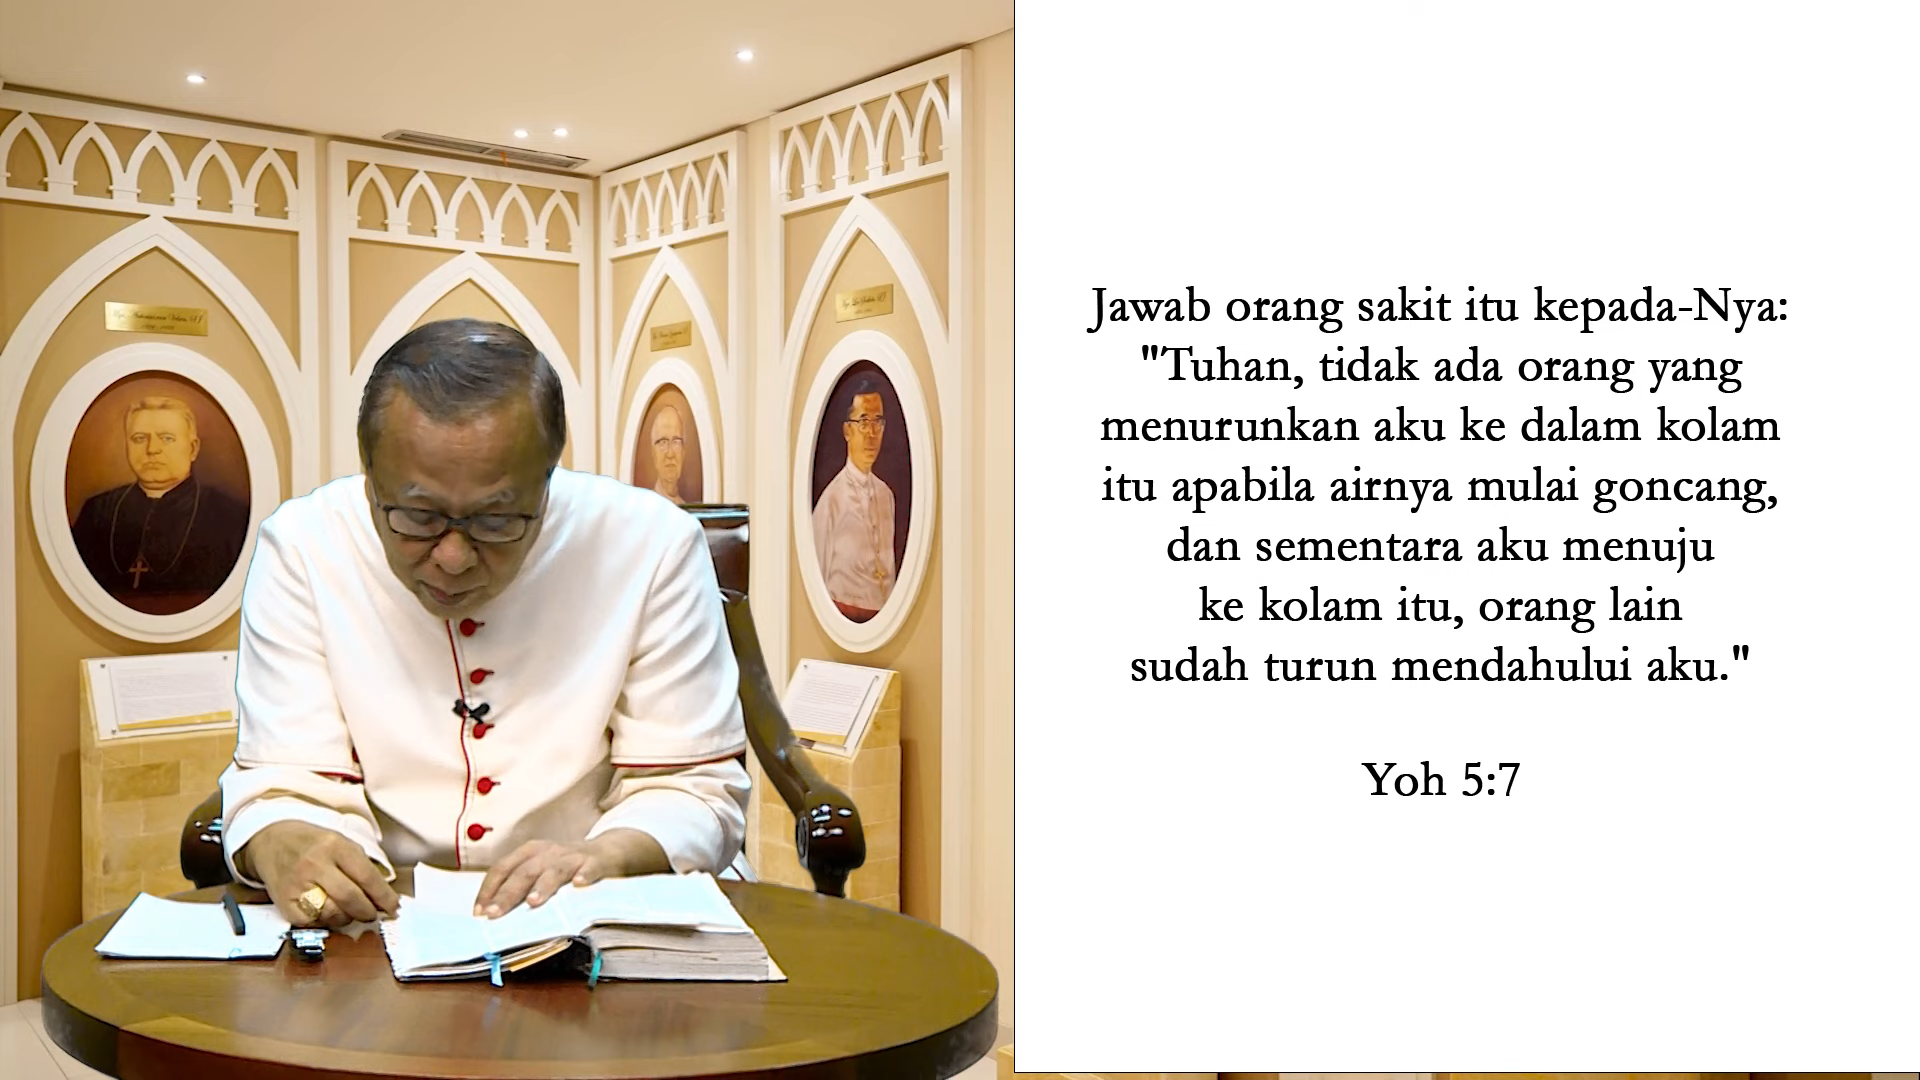 Jawab orang sakit itu kepada-Nya:
"Tuhan, tidak ada orang yang
menurunkan aku ke dalam kolam
itu apabila airnya mulai goncang,
dan sementara aku menuju
ke kolam itu, orang lain
sudah turun mendahului aku."
Yoh 5:7